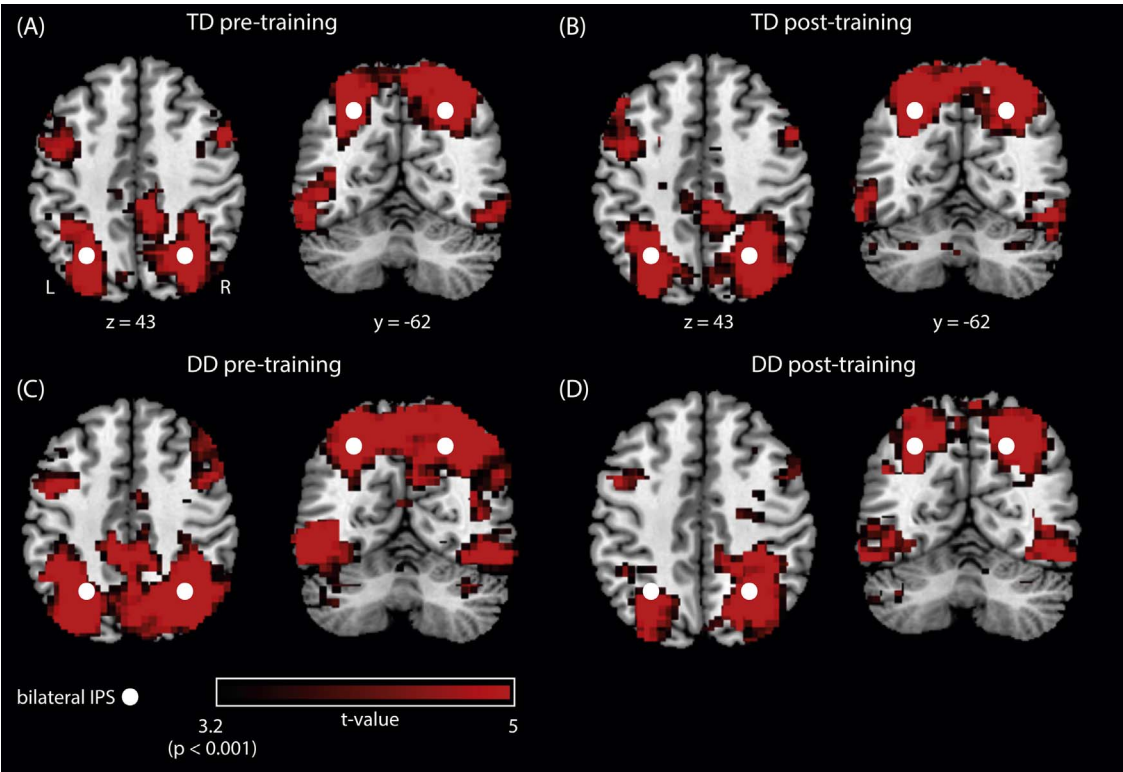 (A) TD pre-training
(B) TD post-training
L R
z = 43 y = -62
z = 43 y = -62
(C) DD pre-training
(D) DD post-training
bilateral IPS
3.2 t-value 5
(p < 0.001)